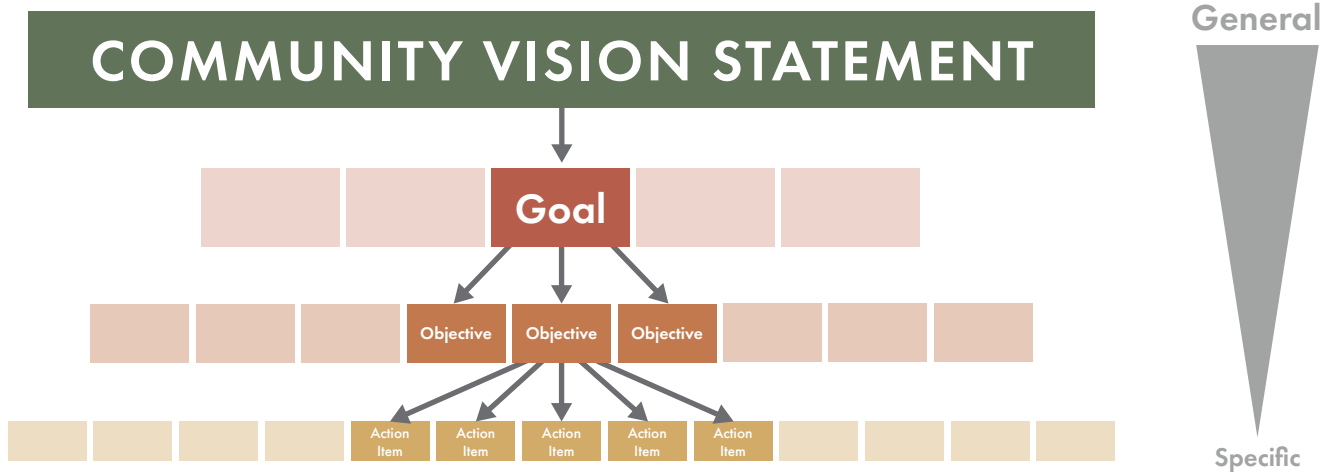 General
COMMUNITY VISION STATEMENT
Goal
Objective Objective Objective
Action Action Action Action Action
Item Item Item Item Item
Specific